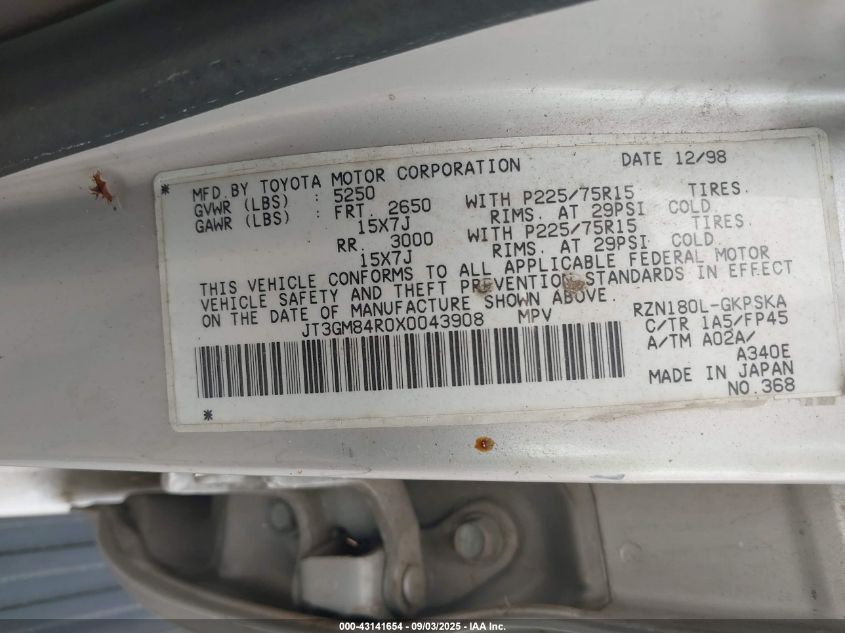 MFD. BY TOYOTA MOTOR CORPORATION DATE 12/98
GVWR (LBS) : 5250
GAWR (LBS) : FRT. 2650 WITH P225/75R15 TIRES.
15X7J RIMS. AT 29PSI COLD.
RR. 3000 WITH P225/75R15 TIRES
15X7J RIMS. AT 29PSI COLD.
THIS VEHICLE CONFORMS TO ALL APPLICABLE FEDERAL MOTOR
VEHICLE SAFETY AND THEFT PREVENTION STANDARDS IN EFFECT
ON THE DATE OF MANUFACTURE SHOWN ABOVE.
JT3GM84R0X0043908 MPV
RZN180L-GKPSKA
C/TR 1A5/FP45
A/TM A02A/
A340E
MADE IN JAPAN
NO.368
000-43141654 - 09/03/2025 - IAA Inc.